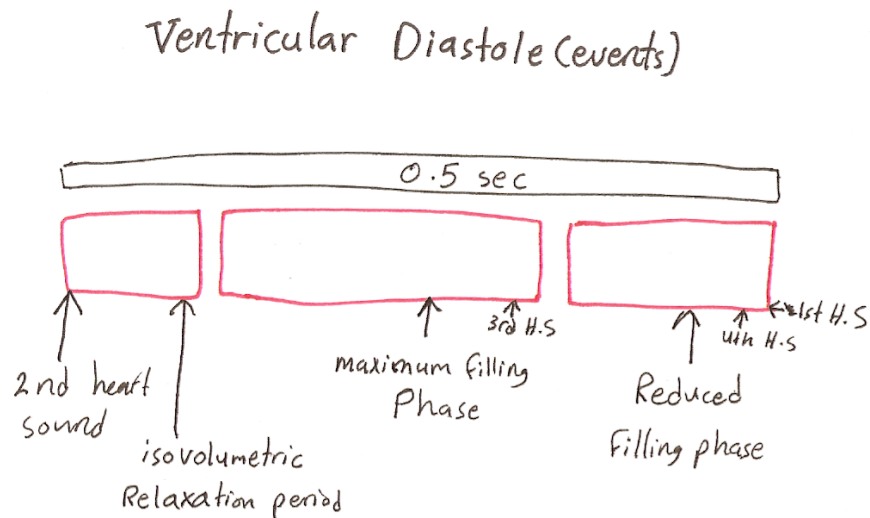 Ventricular Diastole (events)
0.5 sec
2nd heart
sound
isovolumetric
Relaxation period
maximum filling
Phase
3rd H.S
Reduced
Filling phase
4th H.S
1st H.S